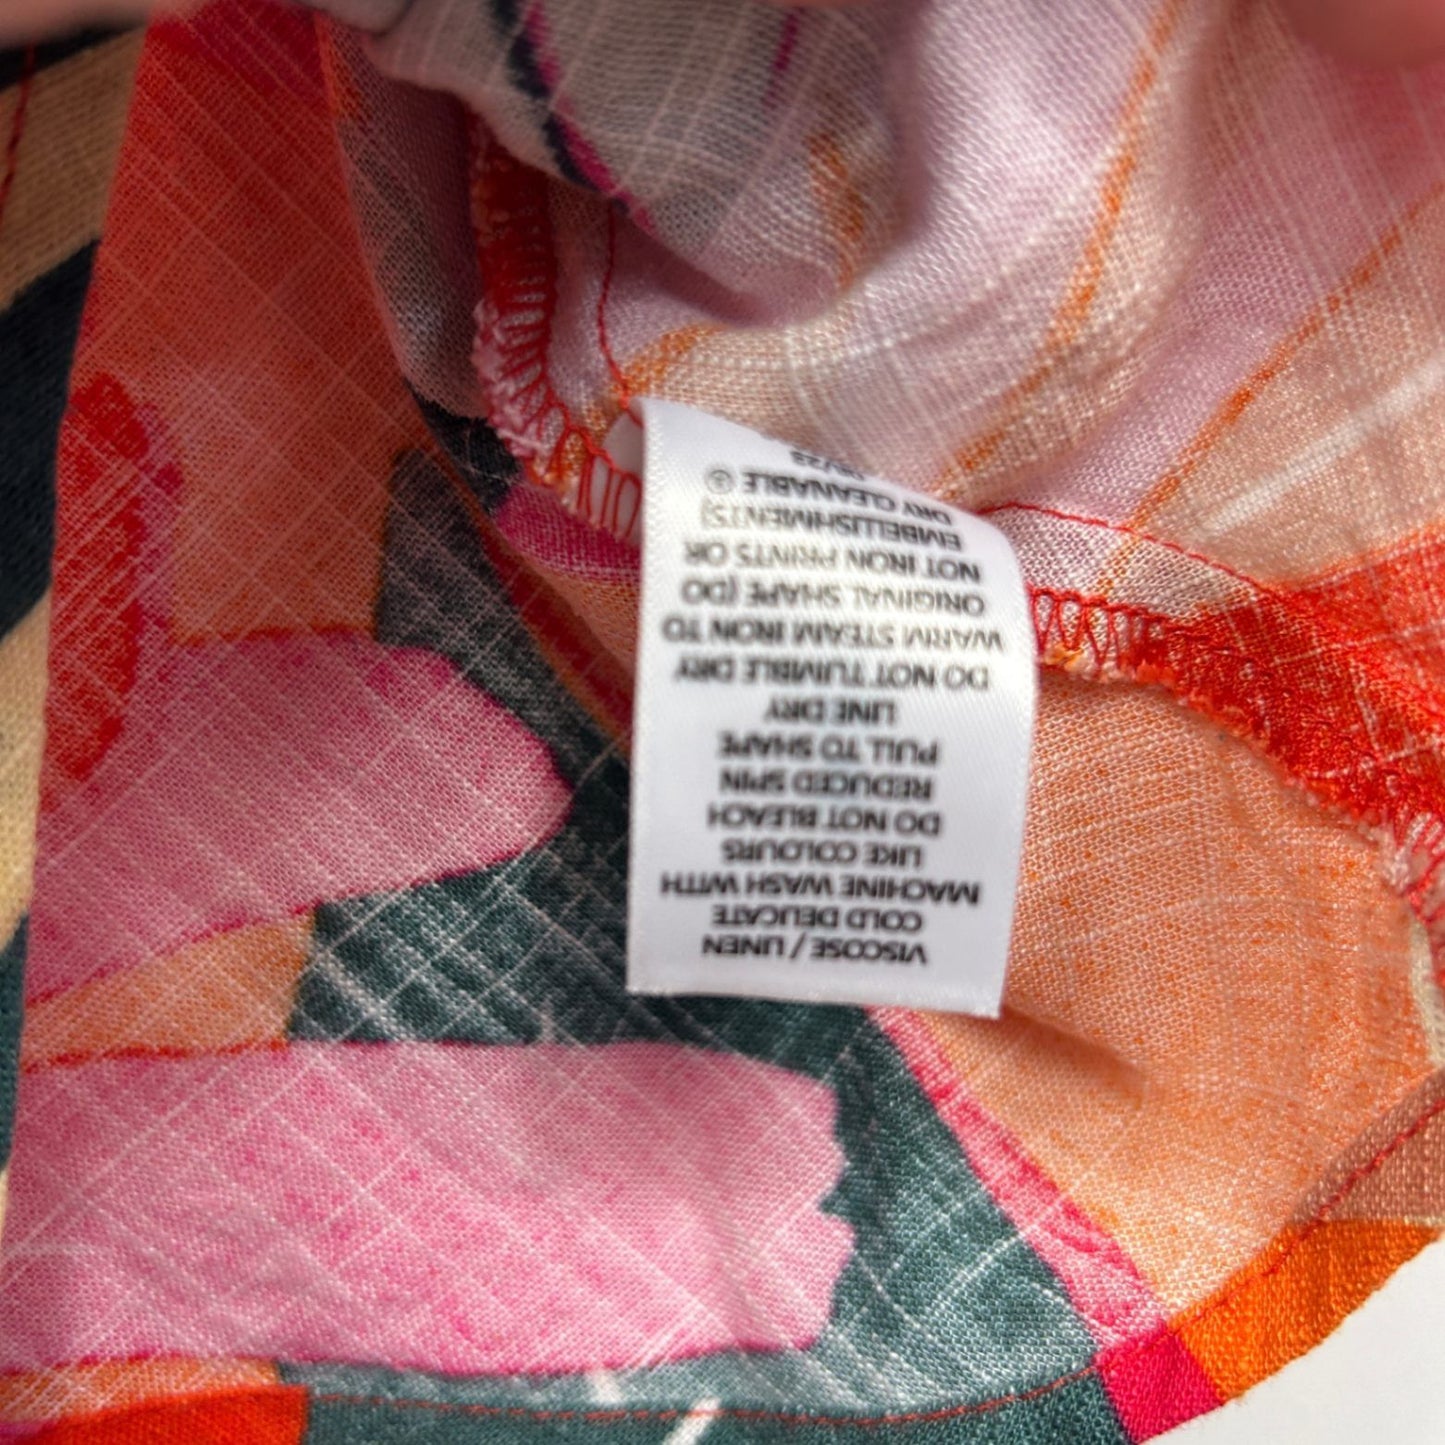 VISCOSE / LINEN
COLD DELICATE
MACHINE WASH WITH
LIKE COLOURS
DO NOT BLEACH
REDUCED SPIN
PULL TO SHAPE
LINE DRY
DO NOT TUMBLE DRY
WARM STEAM IRON TO
ORIGINAL SHAPE (DO
NOT IRON PRINTS OR
EMBELLISHMENTS)
DRY CLEANABLE Ⓟ